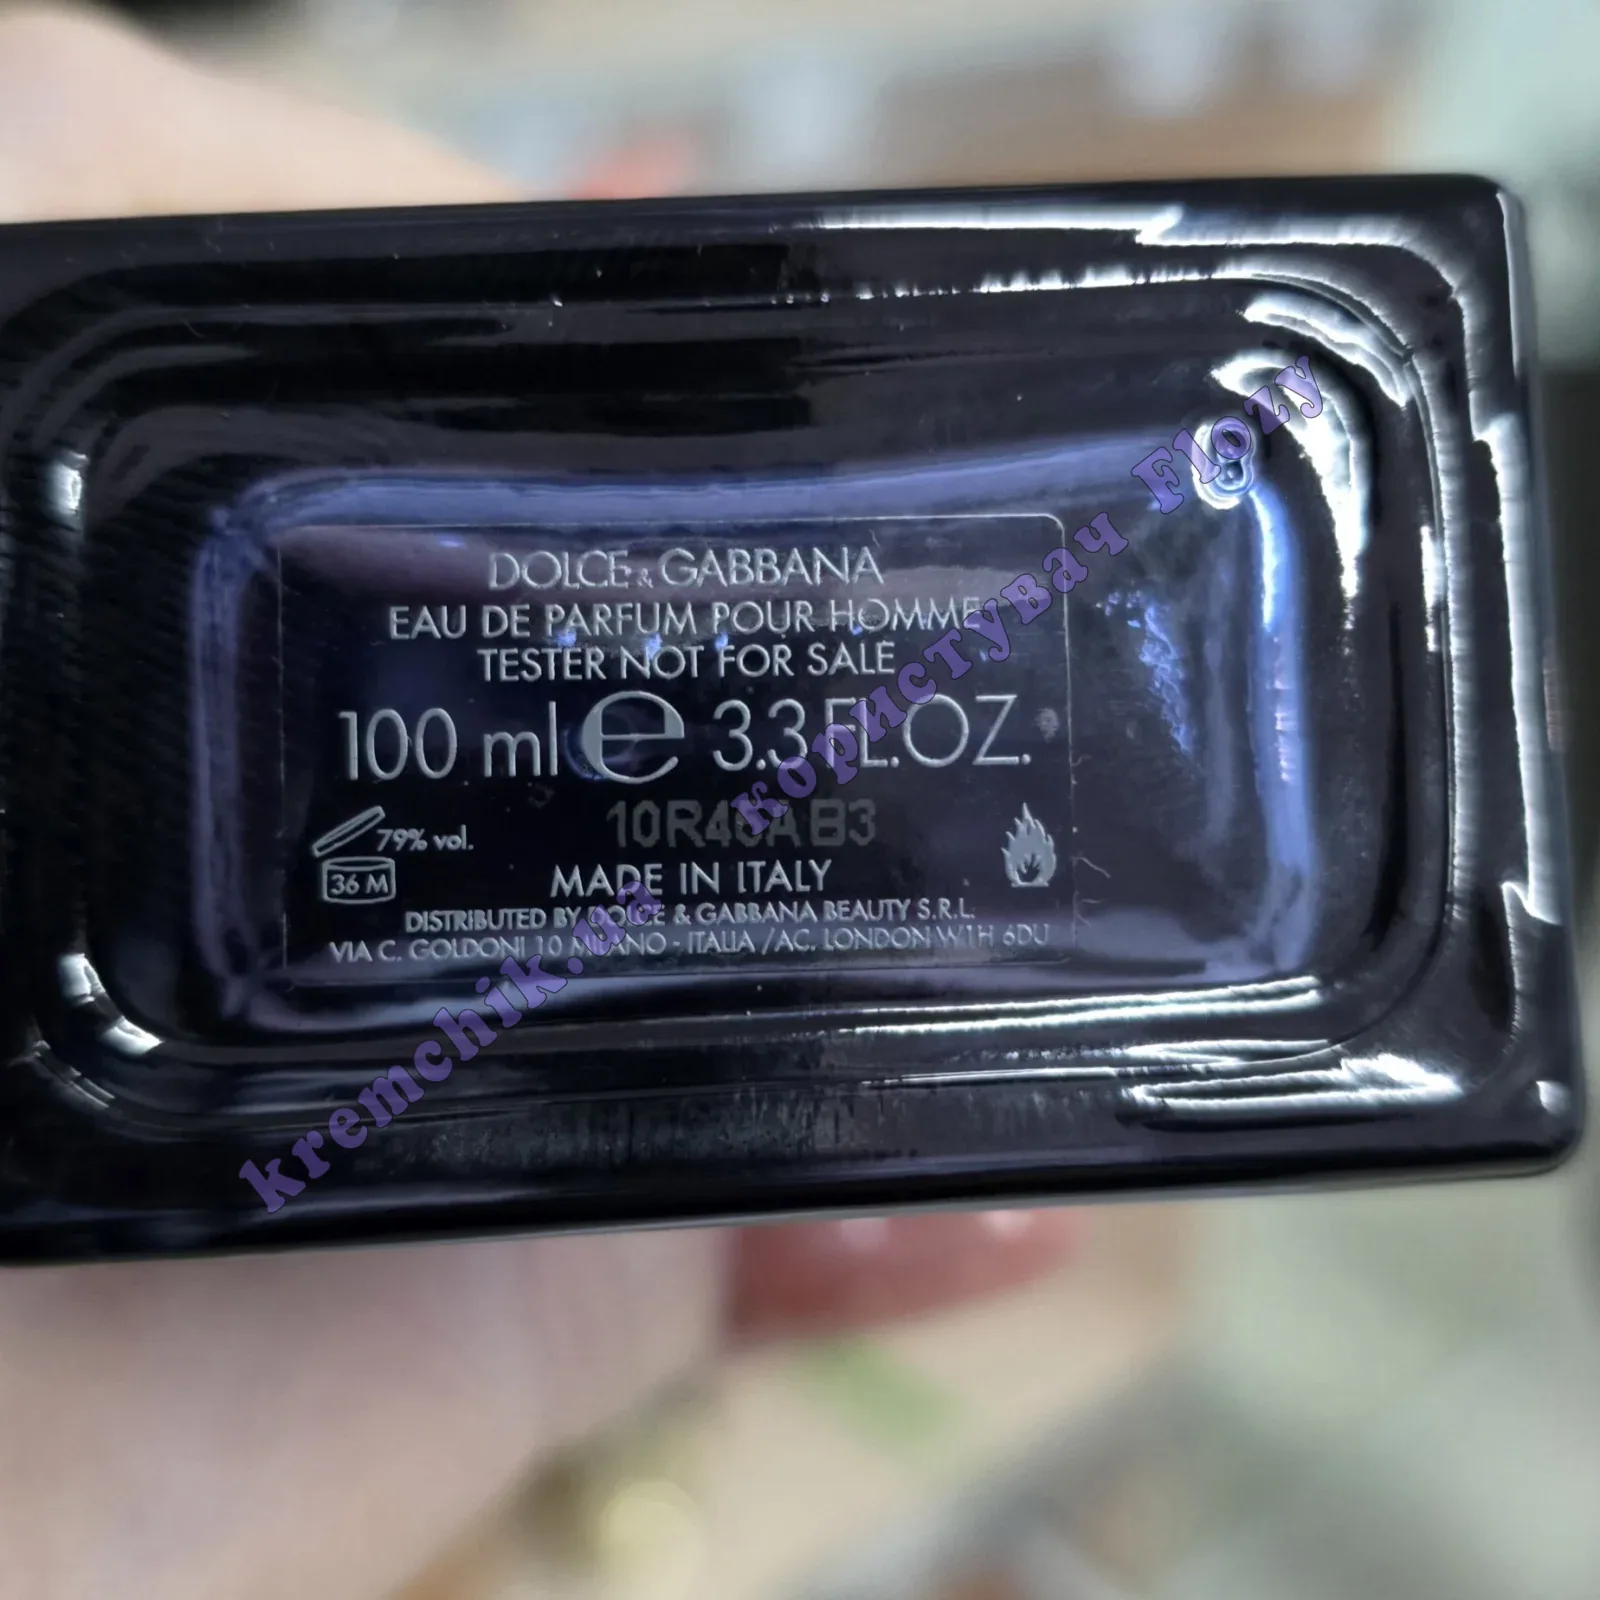 DOLCE & GABBANA
EAU DE PARFUM POUR HOMME
TESTER NOT FOR SALE
100 ml e 3.3 FL.OZ.
79% vol.
36 M
MADE IN ITALY
DISTRIBUTED BY DOLCE & GABBANA BEAUTY S.R.L.
VIA C. GOLDONI 10 MILANO - ITALIA /AC, LONDON W1H 6DU
kremchik.ua користувач Flozy